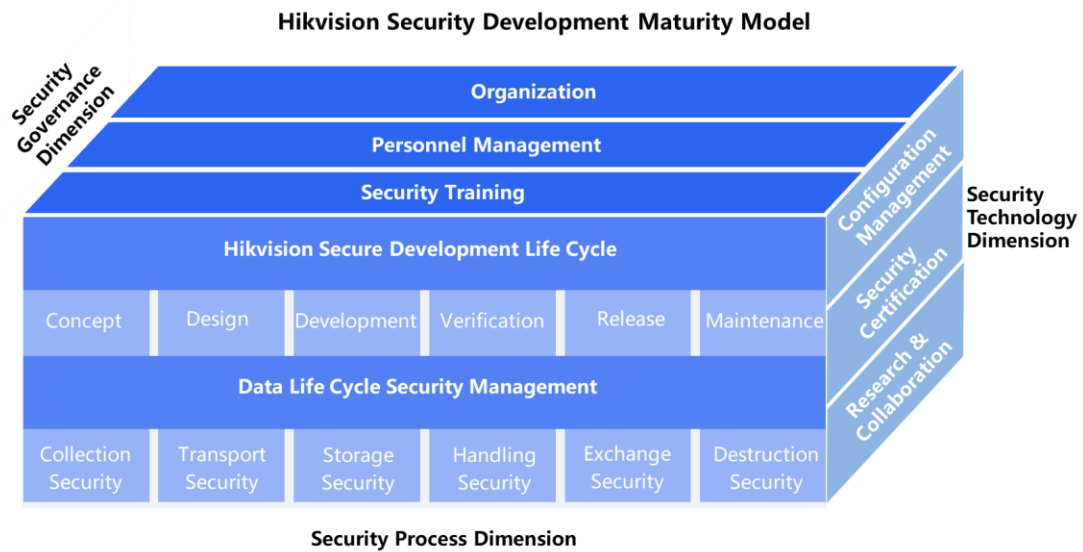 Hikvision Security Development Maturity Model
Security
Governance
Dimension
Organization
Personnel Management
Security Training
Configuration
Management
Security
Certification
Research &
Collaboration
Security
Technology
Dimension
Hikvision Secure Development Life Cycle
Concept
Design
Development
Verification
Release
Maintenance
Data Life Cycle Security Management
Collection
Security
Transport
Security
Storage
Security
Handling
Security
Exchange
Security
Destruction
Security
Security Process Dimension